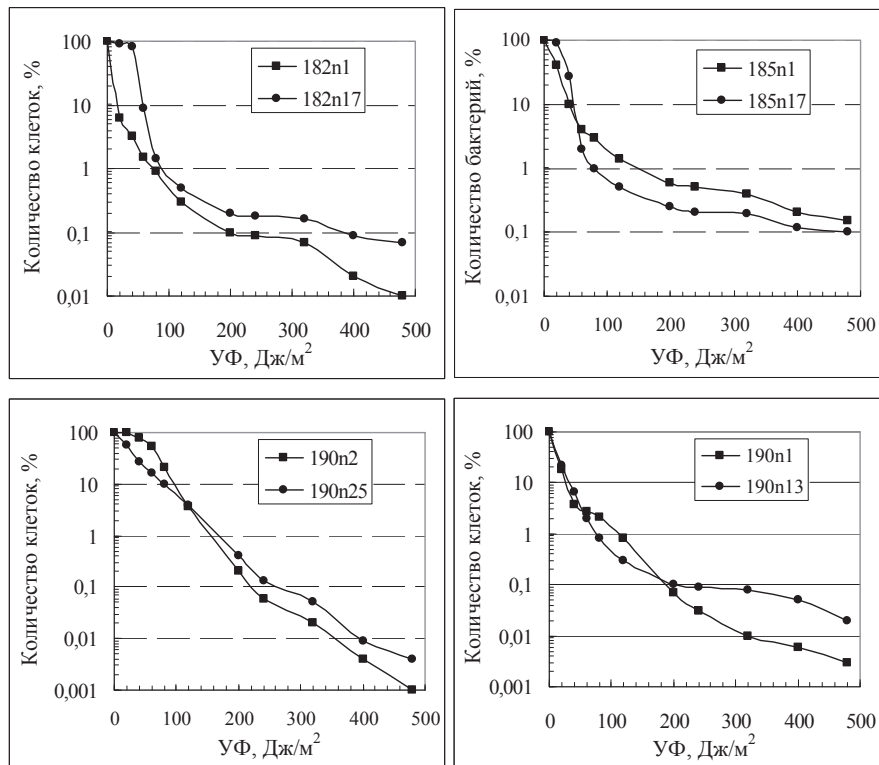 Количество клеток, %
100
10
1
0,1
0,01
182n1
182n17
0 100 200 300 400 500
УФ, Дж/м²
Количество бактерий, %
100
10
1
0,1
0,01
185n1
185n17
0 100 200 300 400 500
УФ, Дж/м²
Количество клеток, %
100
10
1
0,1
0,01
0,001
190n2
190n25
0 100 200 300 400 500
УФ, Дж/м²
Количество клеток, %
100
10
1
0,1
0,01
0,001
190n1
190n13
0 100 200 300 400 500
УФ, Дж/м²